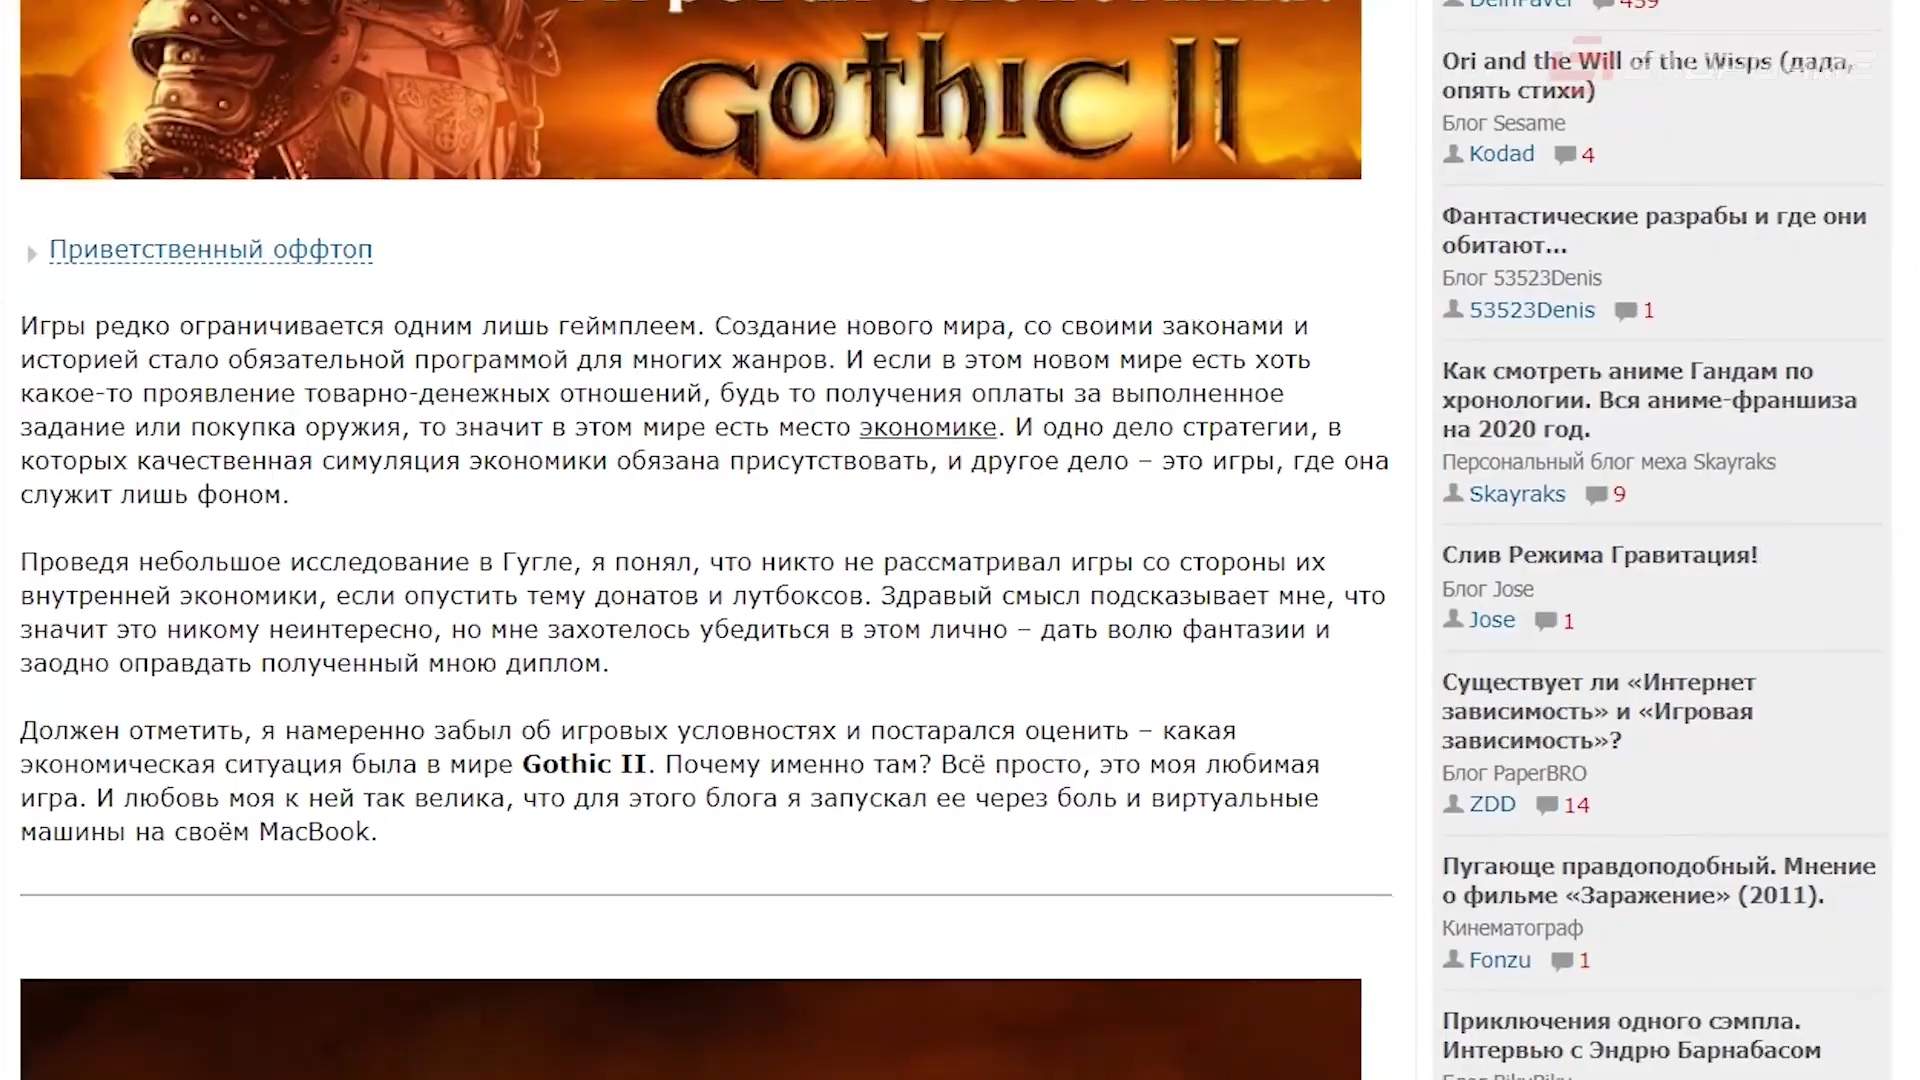 GOTHIC II
Приветственный оффтоп
Игры редко ограничивается одним лишь геймплеем. Создание нового мира, со своими законами и
историей стало обязательной программой для многих жанров. И если в этом новом мире есть хоть
какое-то проявление товарно-денежных отношений, будь то получения оплаты за выполненное
задание или покупка оружия, то значит в этом мире есть место экономике. И одно дело стратегии, в
которых качественная симуляция экономики обязана присутствовать, и другое дело – это игры, где она
служит лишь фоном.
Проведя небольшое исследование в Гугле, я понял, что никто не рассматривал игры со стороны их
внутренней экономики, если опустить тему донатов и лутбоксов. Здравый смысл подсказывает мне, что
значит это никому неинтересно, но мне захотелось убедиться в этом лично – дать волю фантазии и
заодно оправдать полученный мною диплом.
Должен отметить, я намеренно забыл об игровых условностях и постарался оценить – какая
экономическая ситуация была в мире Gothic II. Почему именно там? Всё просто, это моя любимая
игра. И любовь моя к ней так велика, что для этого блога я запускал ее через боль и виртуальные
машины на своём MacBook.
459
Ori and the Will of the Wisps (дада,
опять стихи)
Блог Sesame
Kodad 4
Фантастические разрабы и где они
обитают...
Блог 53523Denis
53523Denis 1
Как смотреть аниме Гандам по
хронологии. Вся аниме-франшиза
на 2020 год.
Персональный блог меха Skayraks
Skayraks 9
Слив Режима Гравитация!
Блог Jose
Jose 1
Существует ли «Интернет
зависимость» и «Игровая
зависимость»?
Блог PaperBRO
ZDD 14
Пугающе правдоподобный. Мнение
о фильме «Заражение» (2011).
Кинематограф
Fonzu 1
Приключения одного сэмпла.
Интервью с Эндрю Барнабасом